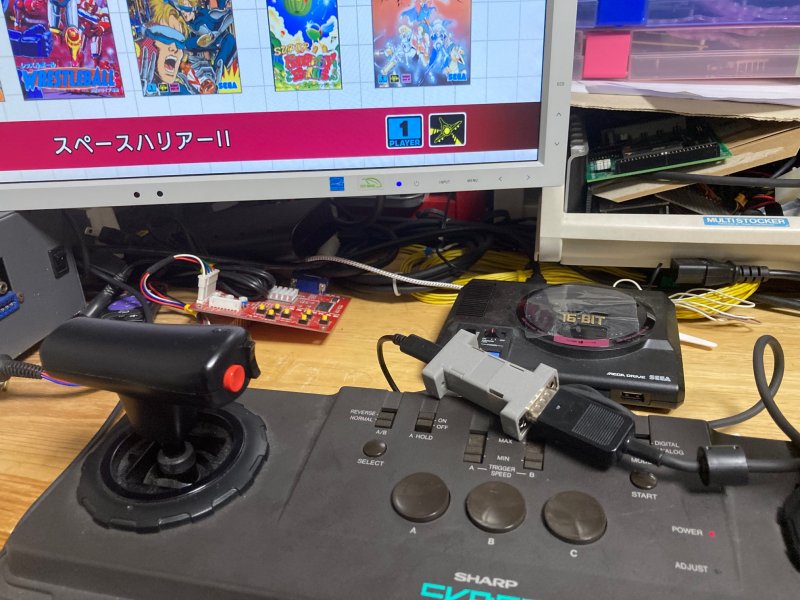 WRESTLEBALL
SEGA
SUPER
SEGA
スペースハリアーII
1
PLAYER
INPUT
MENU
MULTI STOCKER
16-BIT
MEGA DRIVE SEGA
REVERSE
NORMAL
A/B
ON
OFF
A HOLD
SELECT
MAX
MIN
A TRIGGER SPEED B
DIGITAL
START
A
B
C
POWER
ADJUST
SHARP